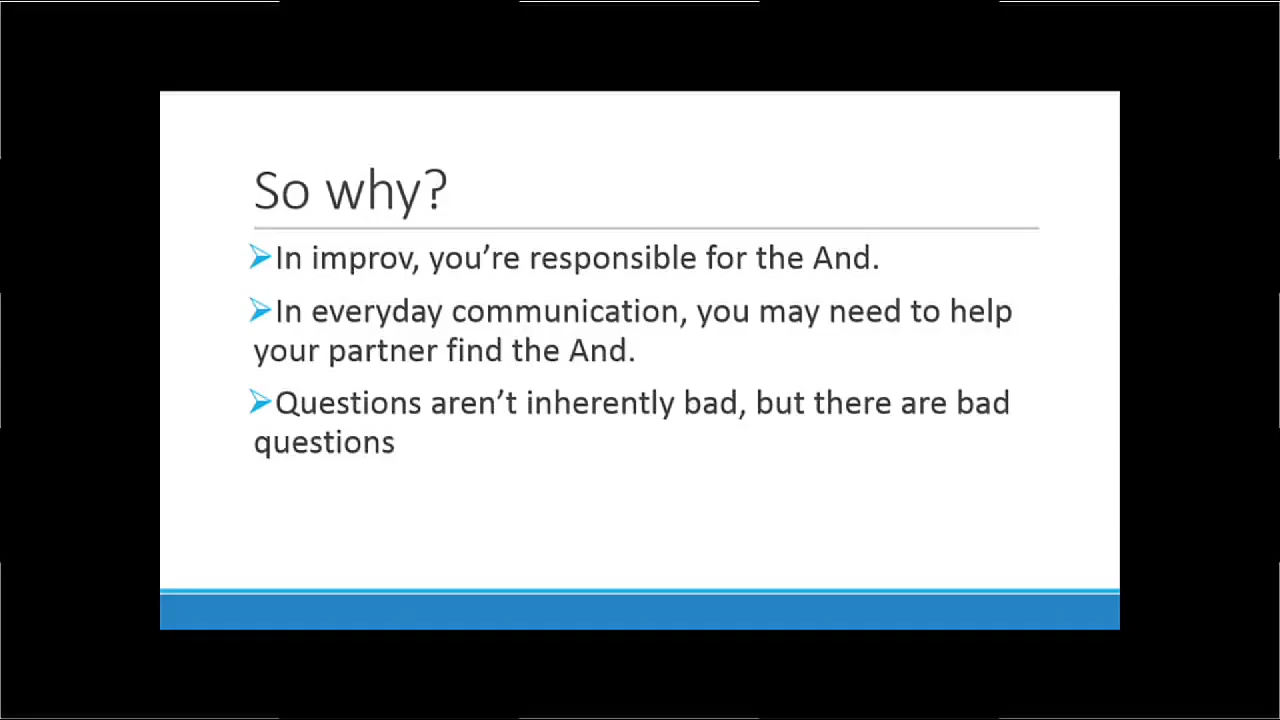 So why?
In improv, you’re responsible for the And.
In everyday communication, you may need to help
your partner find the And.
Questions aren’t inherently bad, but there are bad
questions